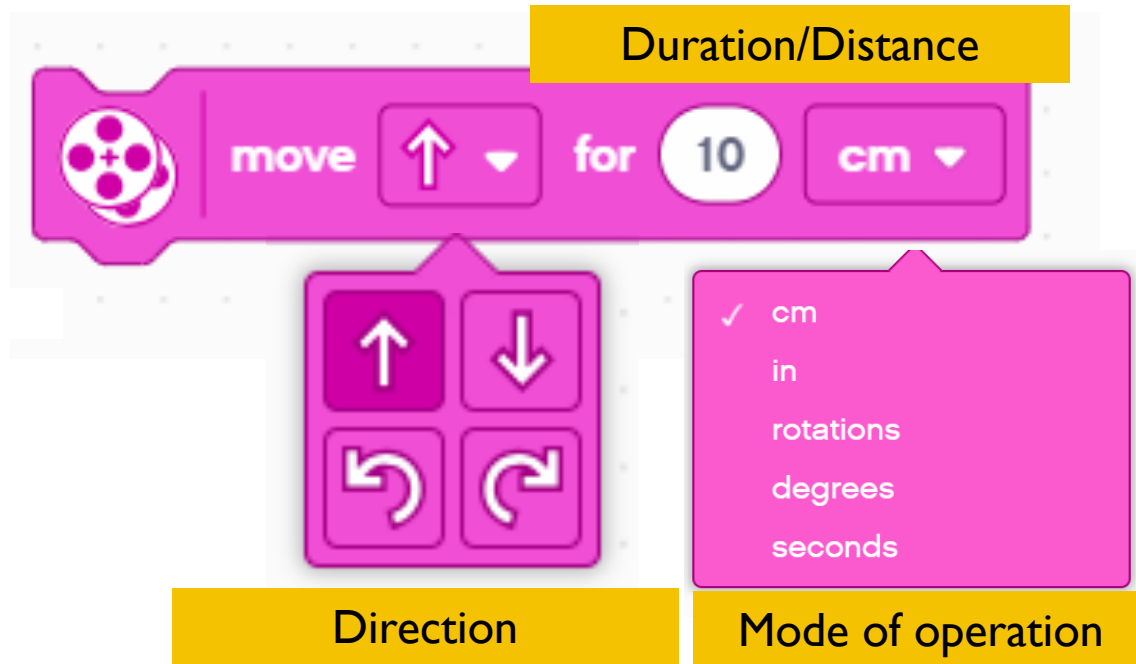 Duration/Distance
move for 10 cm
✓ cm
in
rotations
degrees
seconds
Direction
Mode of operation